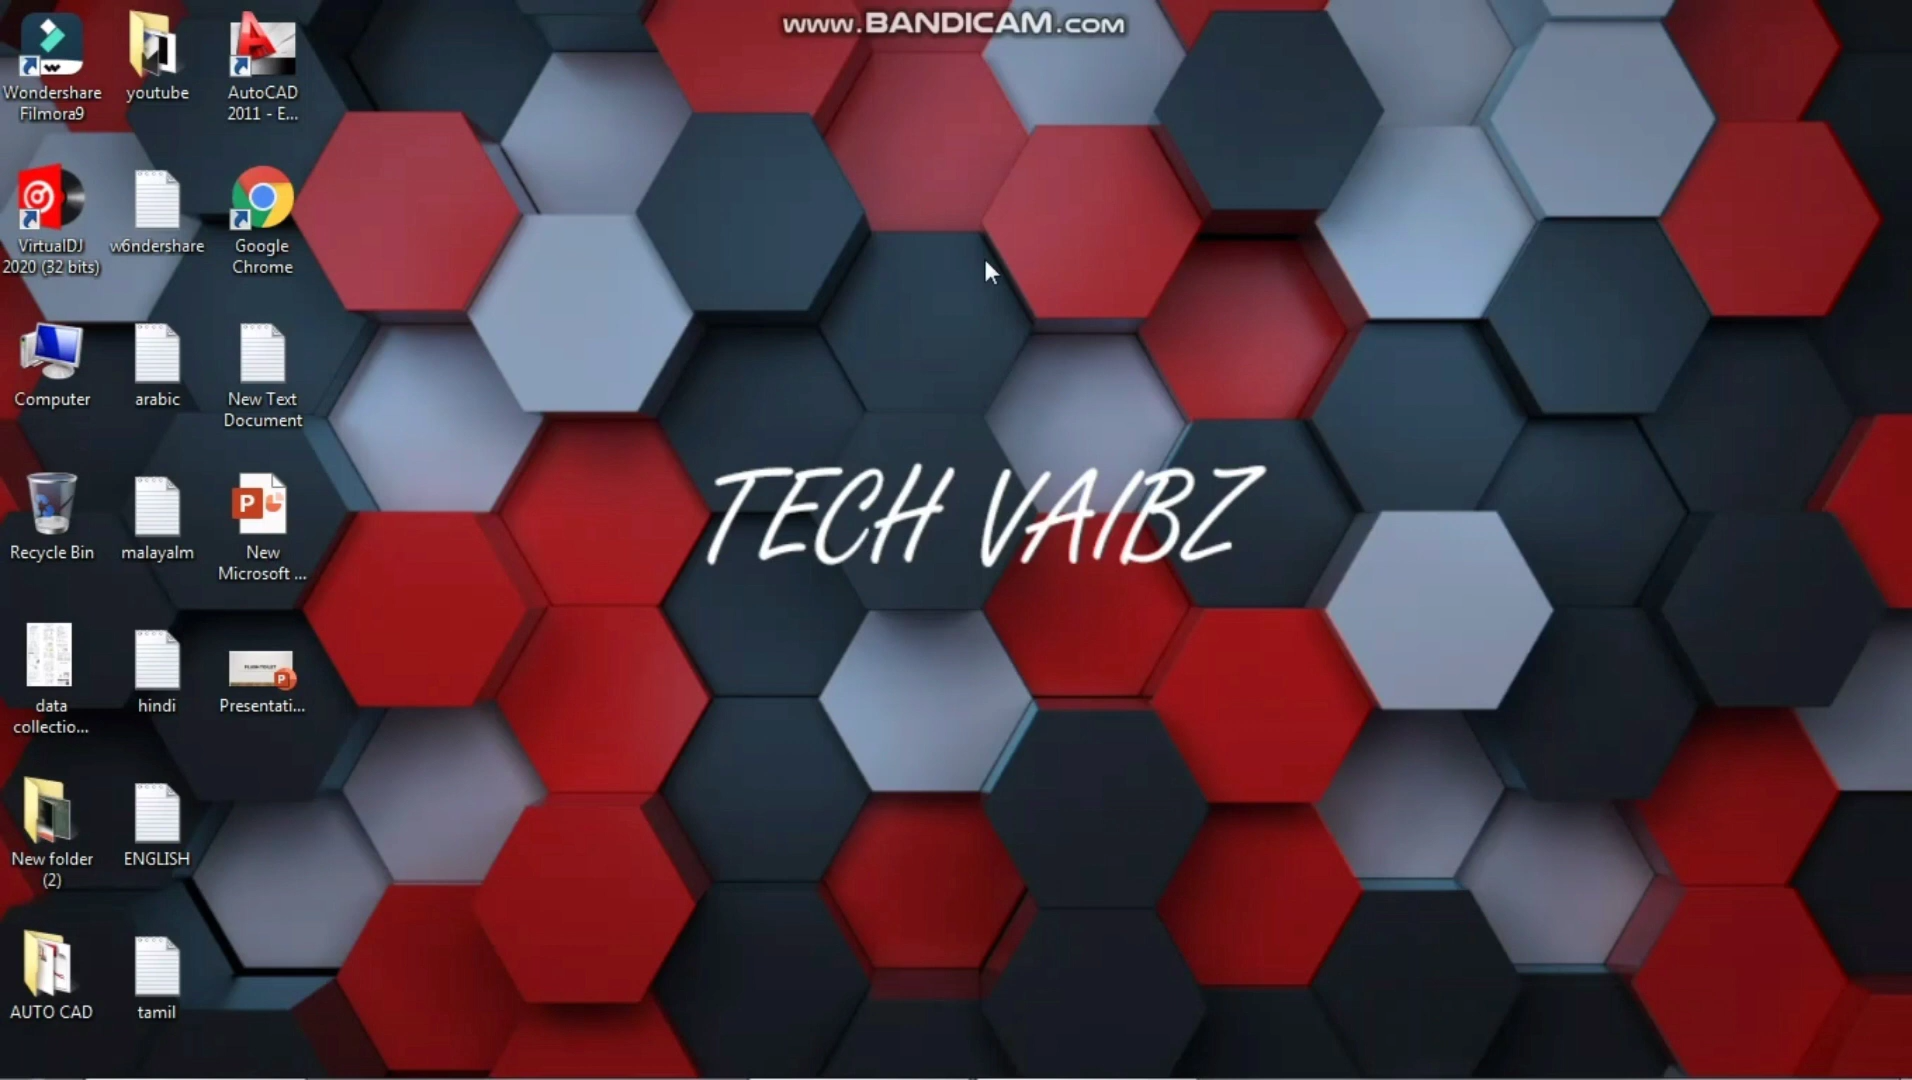 www.BANDICAM.com
Wondershare
Filmora9
youtube
AutoCAD
2011 - E...
VirtualDJ
2020 (32 bits)
w6ndershare
Google
Chrome
Computer
arabic
New Text
Document
Recycle Bin
malayalm
New
Microsoft ...
TECH VAIBZ
data
collectio...
hindi
Presentati...
New folder
(2)
ENGLISH
AUTO CAD
tamil